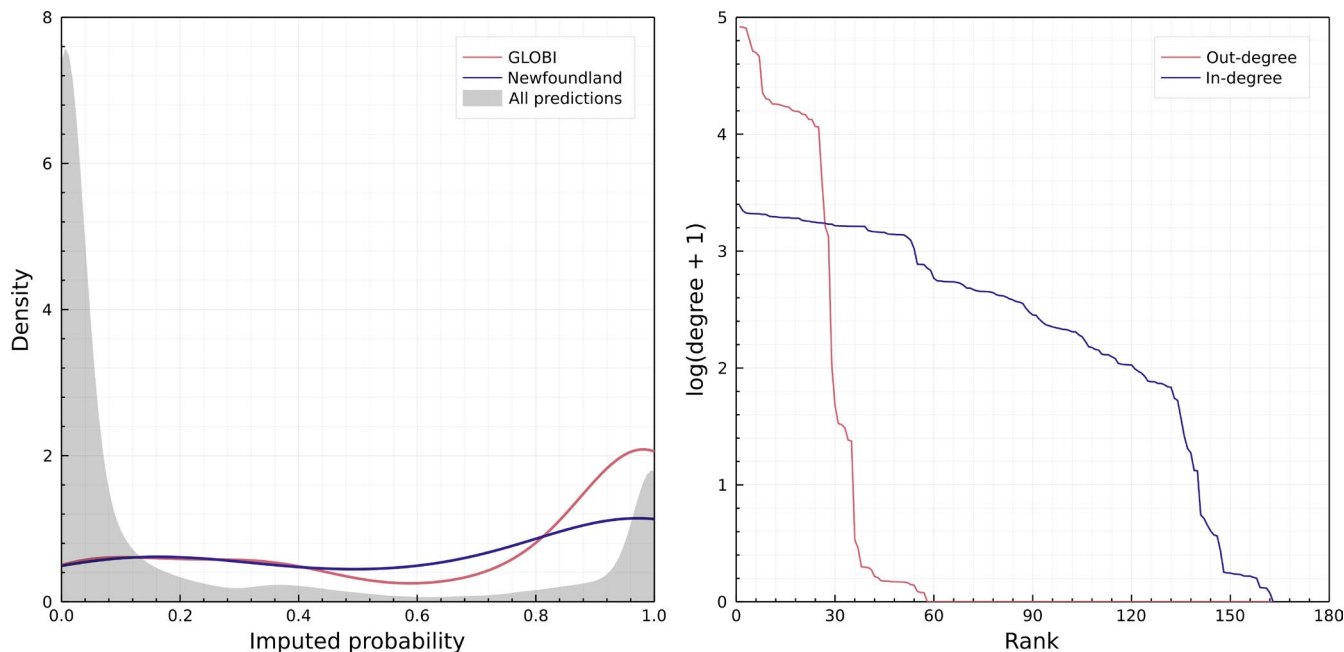 8
6
4
2
0
Density
GLOBI
Newfoundland
All predictions
0.0 0.2 0.4 0.6 0.8 1.0
Imputed probability
5
4
3
2
1
0
log(degree + 1)
Out-degree
In-degree
0 30 60 90 120 150 180
Rank